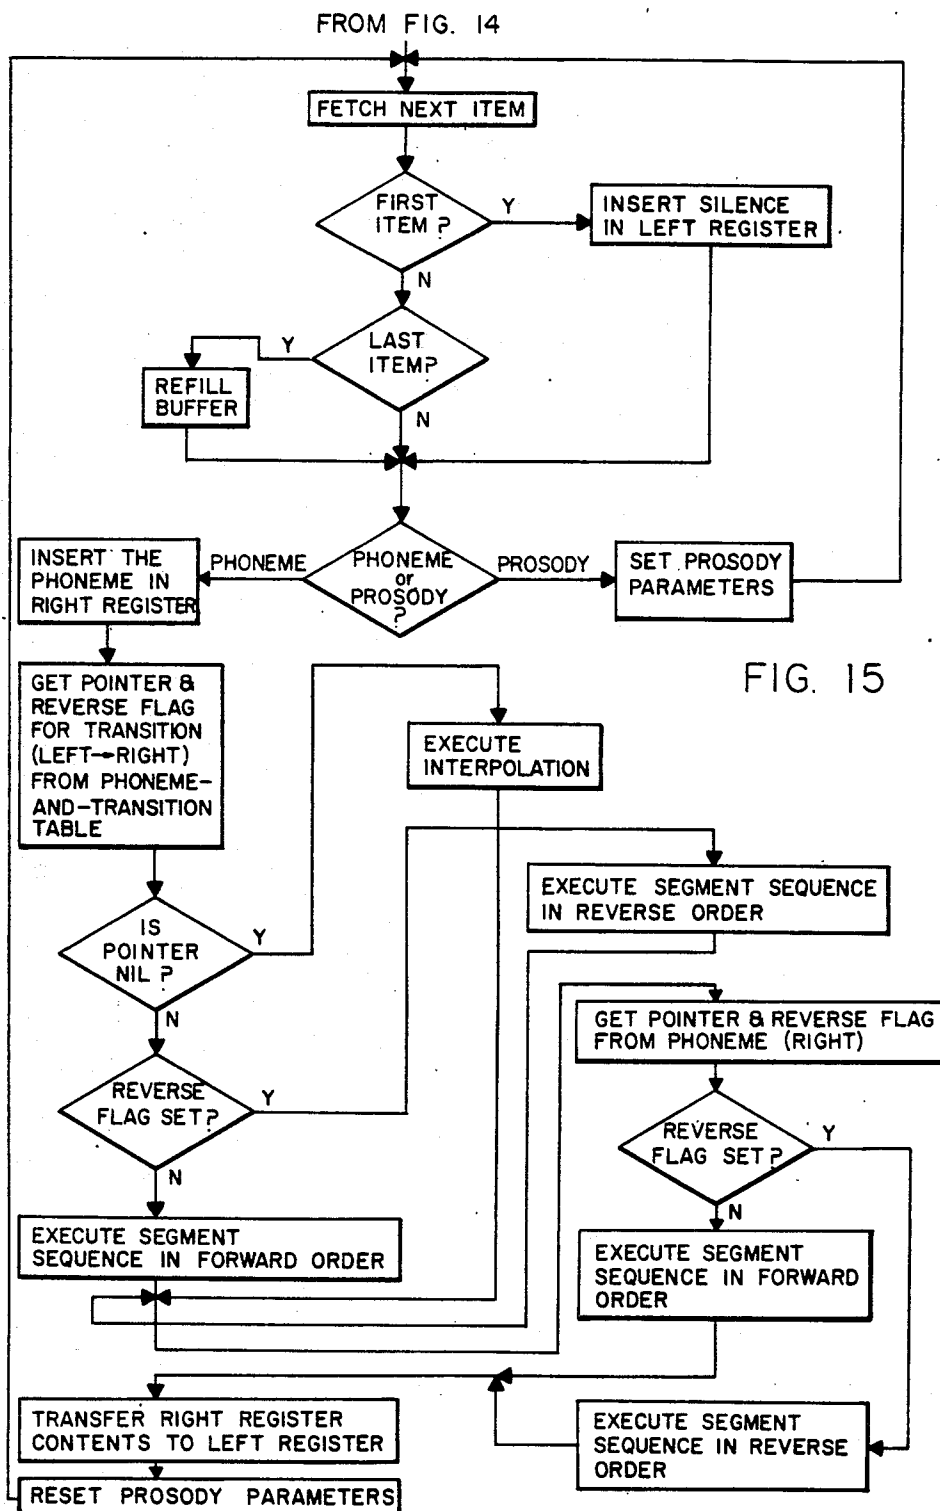 FROM FIG. 14
FETCH NEXT ITEM
FIRST
ITEM ?
Y
INSERT SILENCE
IN LEFT REGISTER
N
LAST
ITEM?
Y
REFILL
BUFFER
N
INSERT THE
PHONEME IN
RIGHT REGISTER
PHONEME
PHONEME
or
PROSODY
?
PROSODY
SET PROSODY
PARAMETERS
FIG. 15
GET POINTER &
REVERSE FLAG
FOR TRANSITION
(LEFT→RIGHT)
FROM PHONEME-
AND-TRANSITION
TABLE
EXECUTE
INTERPOLATION
EXECUTE SEGMENT SEQUENCE
IN REVERSE ORDER
IS
POINTER
NIL ?
Y
N
GET POINTER & REVERSE FLAG
FROM PHONEME (RIGHT)
REVERSE
FLAG SET?
Y
N
REVERSE
FLAG SET?
Y
N
EXECUTE SEGMENT
SEQUENCE IN FORWARD ORDER
EXECUTE SEGMENT
SEQUENCE IN FORWARD
ORDER
TRANSFER RIGHT REGISTER
CONTENTS TO LEFT REGISTER
EXECUTE SEGMENT
SEQUENCE IN REVERSE
ORDER
RESET PROSODY PARAMETERS